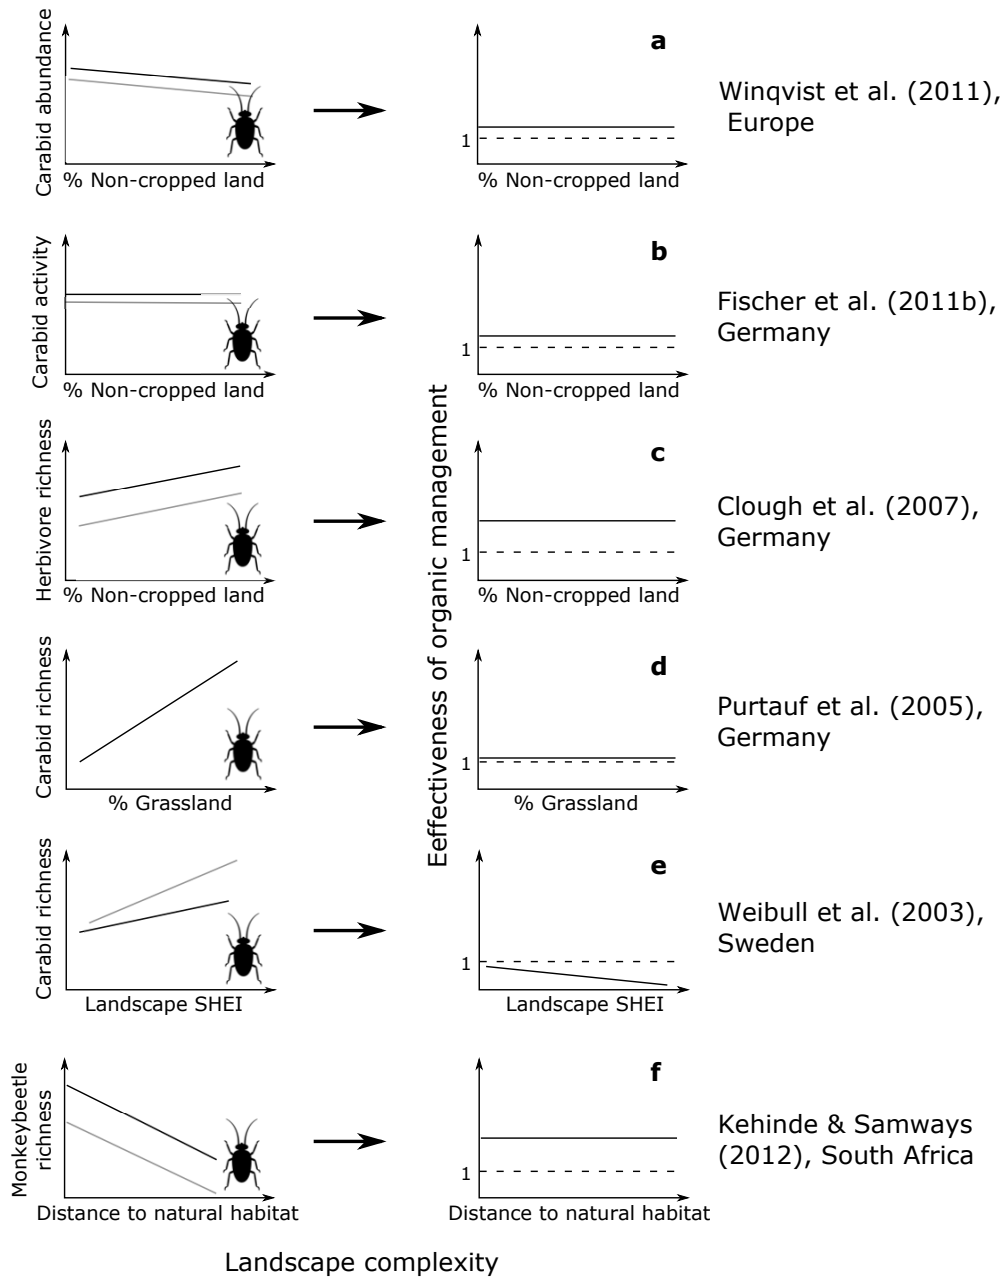 Carabid abundance
% Non-cropped land
a
1
% Non-cropped land
Winqvist et al. (2011),
Europe
Carabid activity
% Non-cropped land
b
1
% Non-cropped land
Fischer et al. (2011b),
Germany
Herbivore richness
% Non-cropped land
Eeffectiveness of organic management
c
1
% Non-cropped land
Clough et al. (2007),
Germany
Carabid richness
% Grassland
d
1
% Grassland
Purtauf et al. (2005),
Germany
Carabid richness
Landscape SHEI
e
1
Landscape SHEI
Weibull et al. (2003),
Sweden
Monkeybeetle
richness
Distance to natural habitat
f
1
Distance to natural habitat
Kehinde & Samways
(2012), South Africa
Landscape complexity